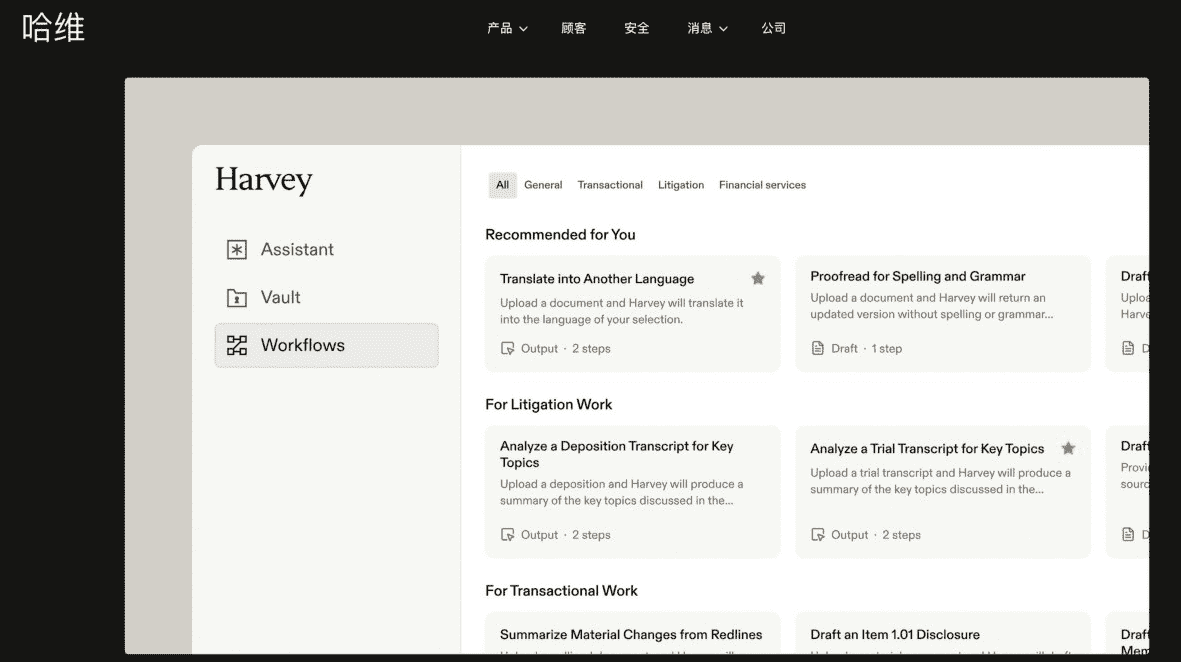 哈维
产品
顾客
安全
消息
公司
Harvey
Assistant
Vault
Workflows
All
General
Transactional
Litigation
Financial services
Recommended for You
Translate into Another Language
Upload a document and Harvey will translate it
into the language of your selection.
Output · 2 steps
Proofread for Spelling and Grammar
Upload a document and Harvey will return an
updated version without spelling or grammar...
Draft · 1 step
For Litigation Work
Analyze a Deposition Transcript for Key
Topics
Upload a deposition and Harvey will produce a
summary of the key topics discussed in the...
Output · 2 steps
Analyze a Trial Transcript for Key Topics
Upload a trial transcript and Harvey will produce a
summary of the key topics discussed in the...
Output · 2 steps
For Transactional Work
Summarize Material Changes from Redlines
Draft an Item 1.01 Disclosure